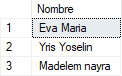 Nombre
1 Eva Maria
2 Yris Yoselin
3 Madelem nayra